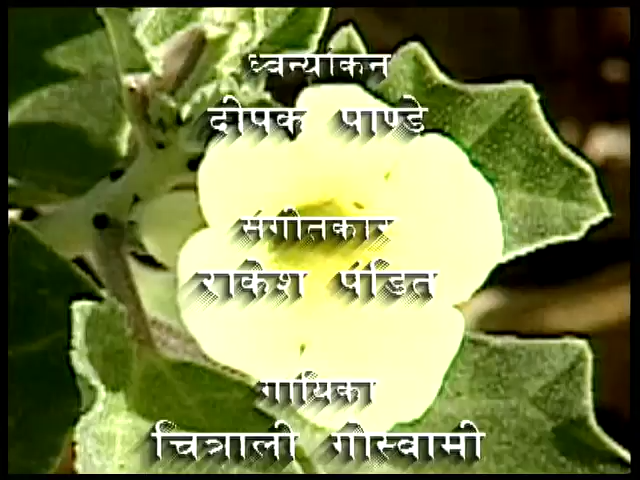 ध्वन्यांकन
दीपक पाण्डे
संगीतकार
राकेश पंडित
गायिका
चित्राली गोस्वामी